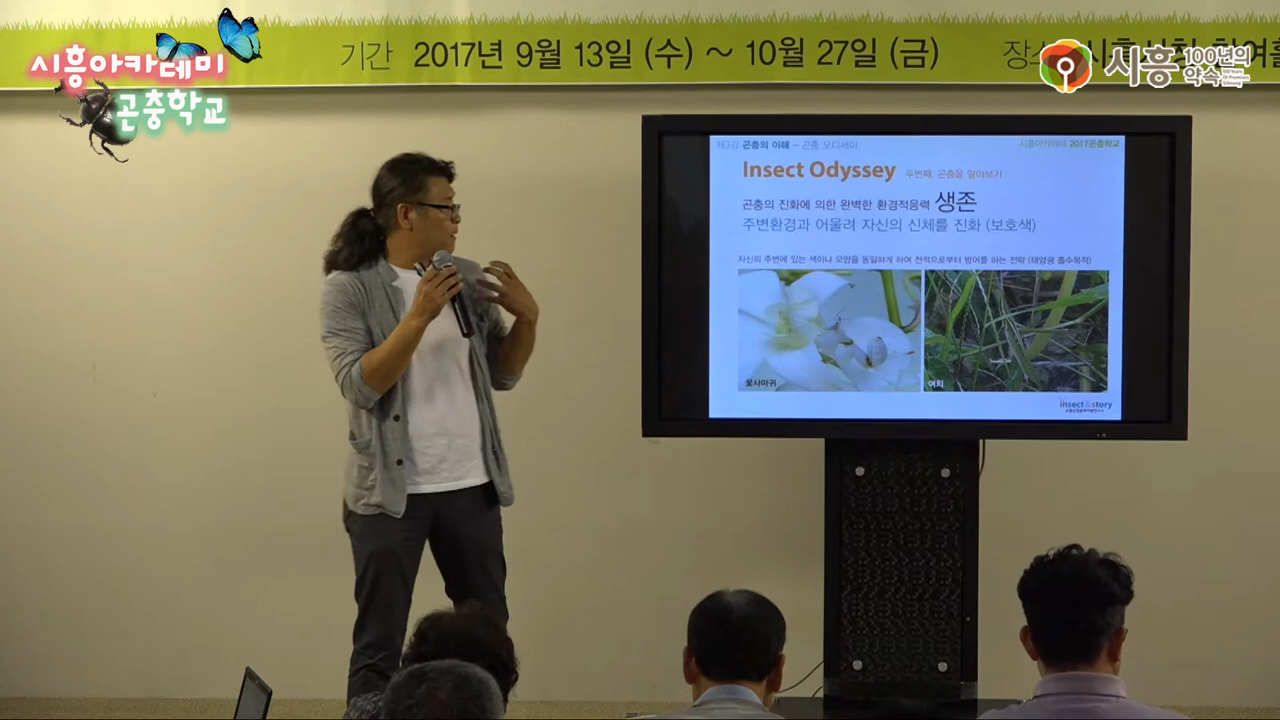 시흥아카데미
곤충학교
기간 2017년 9월 13일 (수) ~ 10월 27일 (금)
시흥 100년의 약속
제3강 곤충의 이해 - 곤충 오디세이
시흥아카데미 2017곤충학교
Insect Odyssey 두번째, 곤충을 알아보기
곤충의 진화에 의한 완벽한 환경적응력 생존
주변환경과 어울려 자신의 신체를 진화 (보호색)
자신의 주변에 있는 색이나 모양을 동일하게 하여 천적으로부터 방어를 하는 전략 (태양광 흡수목적)
꽃사마귀
여치
insect&story